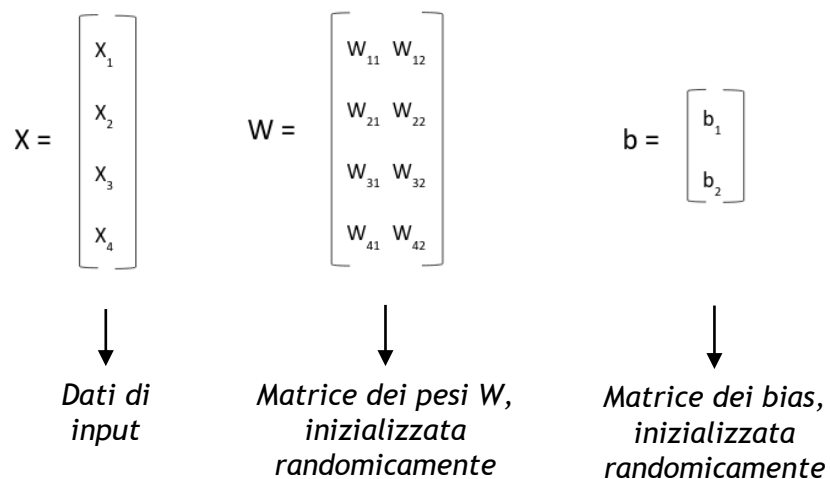 X =
X₁
X₂
X₃
X₄
W =
W₁₁ W₁₂
W₂₁ W₂₂
W₃₁ W₃₂
W₄₁ W₄₂
b =
b₁
b₂
Dati di
input
Matrice dei pesi W,
inizializzata
randomicamente
Matrice dei bias,
inizializzata
randomicamente